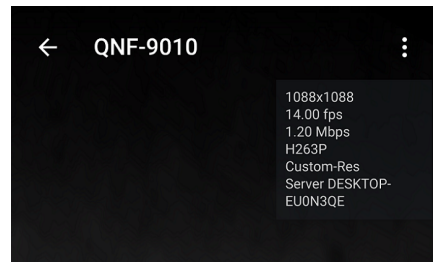 QNF-9010
1088x1088
14.00 fps
1.20 Mbps
H263P
Custom-Res
Server DESKTOP-
EU0N3QE